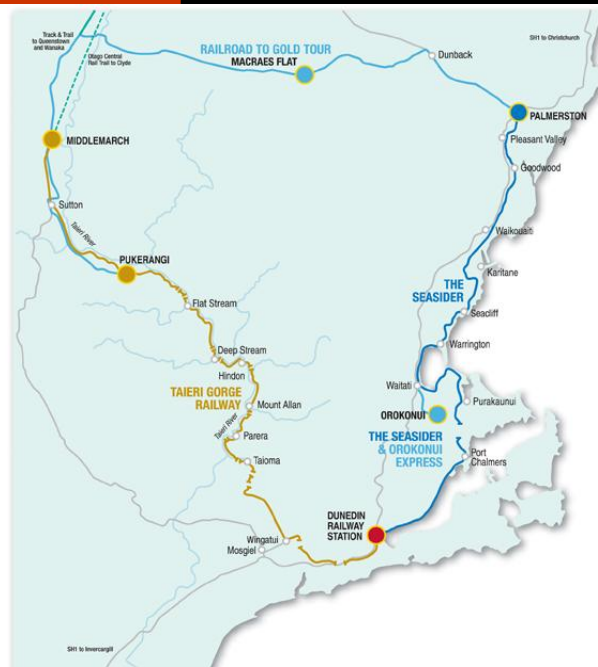 Track & Trail
to Queenstown
and Wanaka
Otago Central
Rail Trail to Clyde
RAILROAD TO GOLD TOUR
MACRAES FLAT
Dunback
SH1 to Christchurch
PALMERSTON
Pleasant Valley
Goodwood
MIDDLEMARCH
Sutton
Taieri River
PUKERANGI
Waikouaiti
Karitane
THE
SEASIDER
Seacliff
Flat Stream
Warrington
Deep Stream
Hindon
TAIERI GORGE
RAILWAY
Mount Allan
Waitati
Purakaunui
OROKONUI
THE SEASIDER
& OROKONUI
EXPRESS
Taieri River
Parera
Taioma
Port
Chalmers
DUNEDIN
RAILWAY
STATION
Wingatui
Mosgiel
SH1 to Invercargill